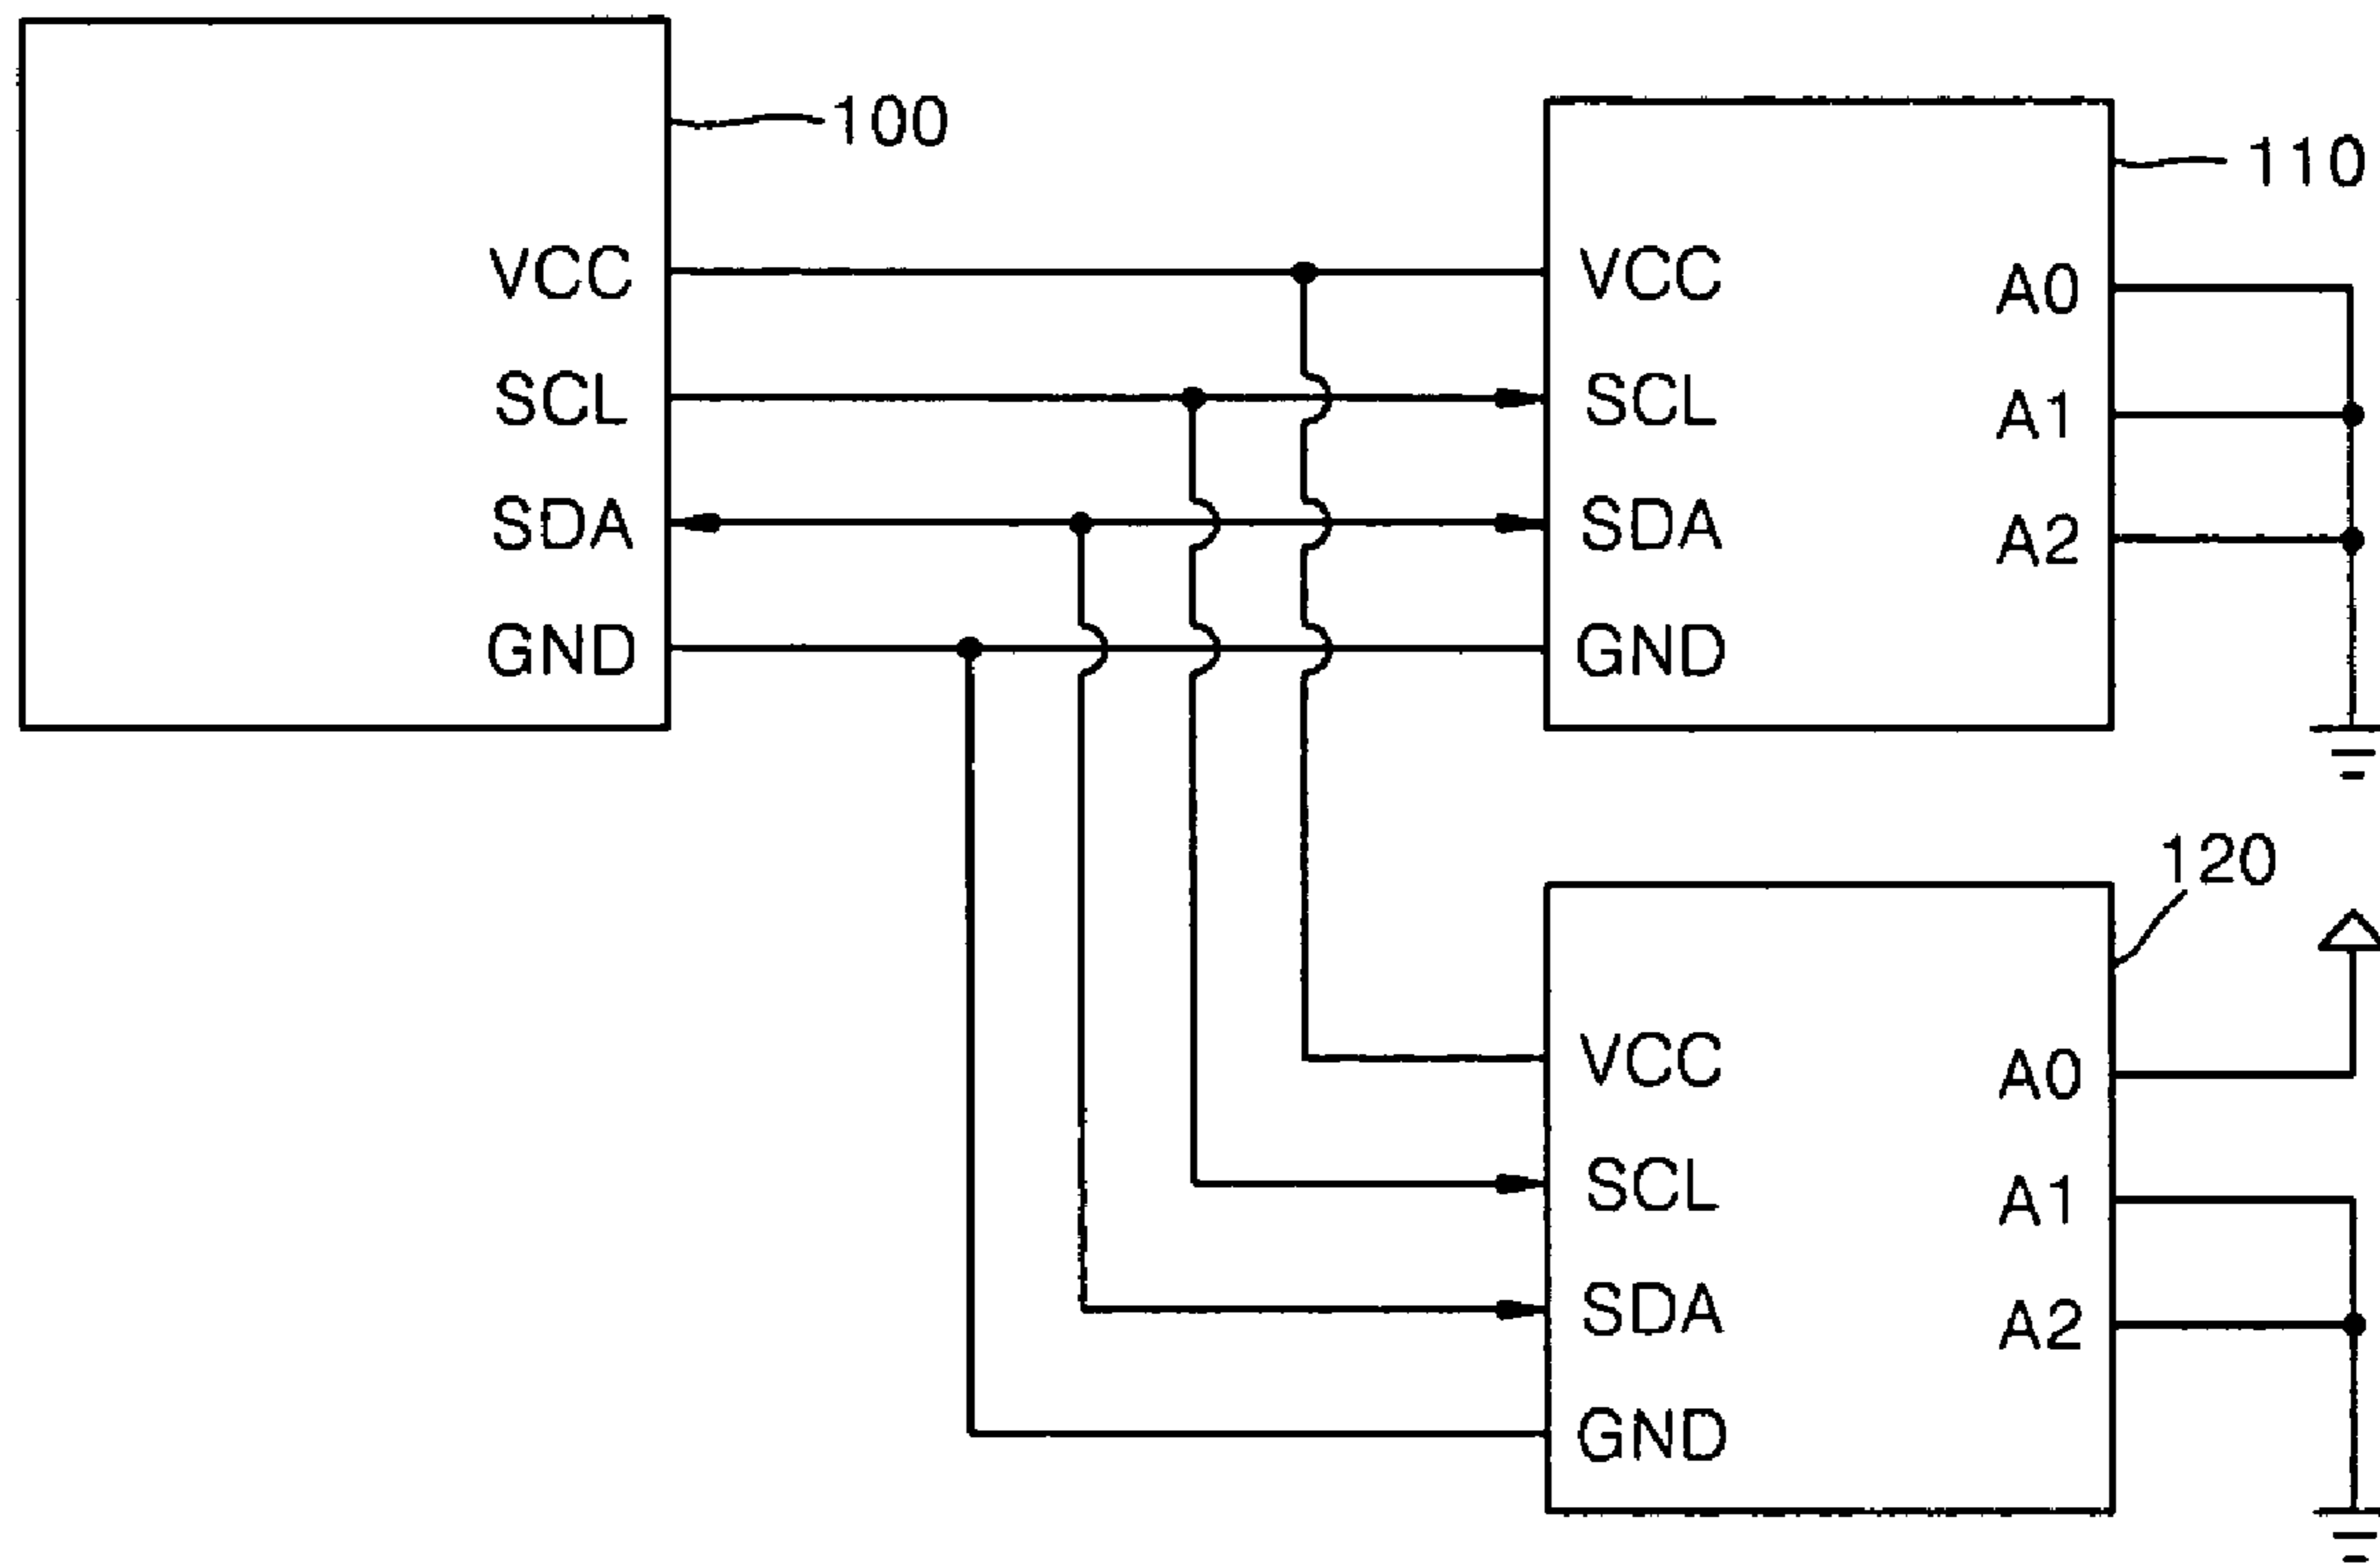 100
VCC
SCL
SDA
GND
110
VCC
SCL
SDA
GND
A0
A1
A2
120
VCC
SCL
SDA
GND
A0
A1
A2